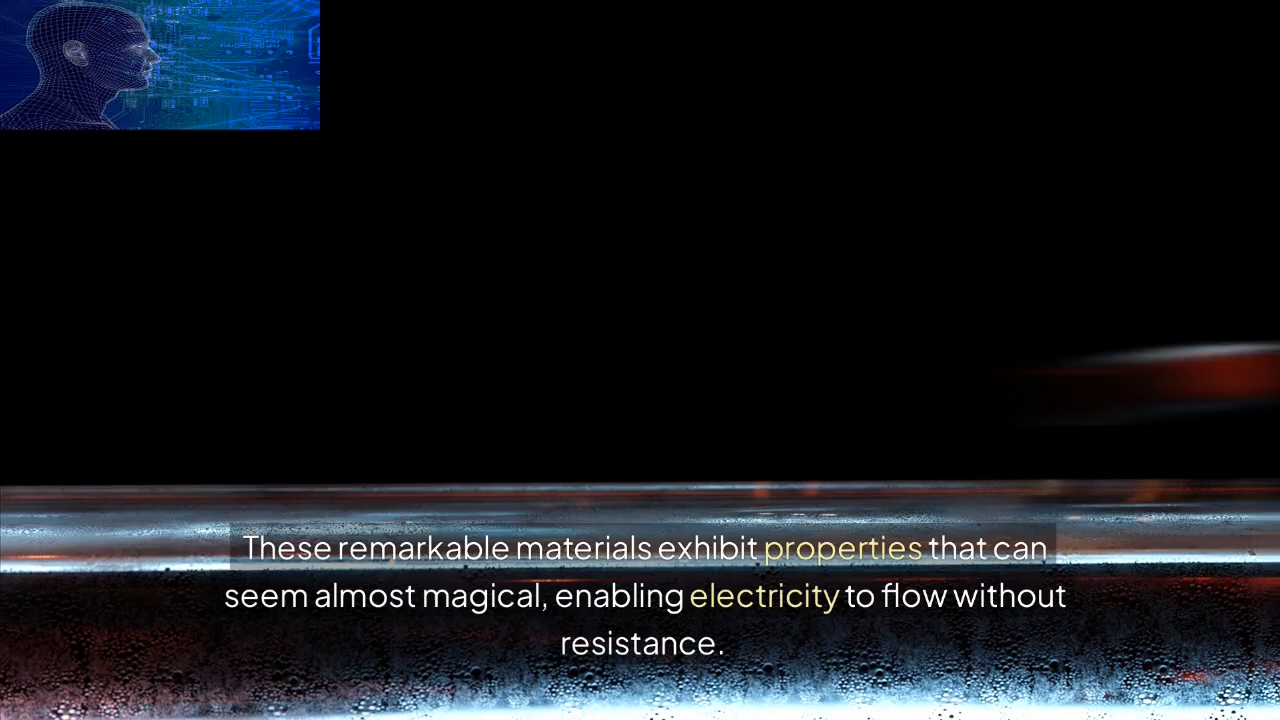 These remarkable materials exhibit properties that can
seem almost magical, enabling electricity to flow without
resistance.